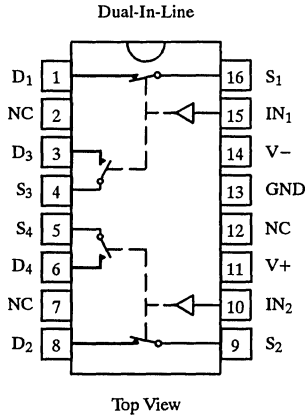 Dual-In-Line
D1 1 16 S1
NC 2 15 IN1
D3 3 14 V−
S3 4 13 GND
S4 5 12 NC
D4 6 11 V+
NC 7 10 IN2
D2 8 9 S2
Top View